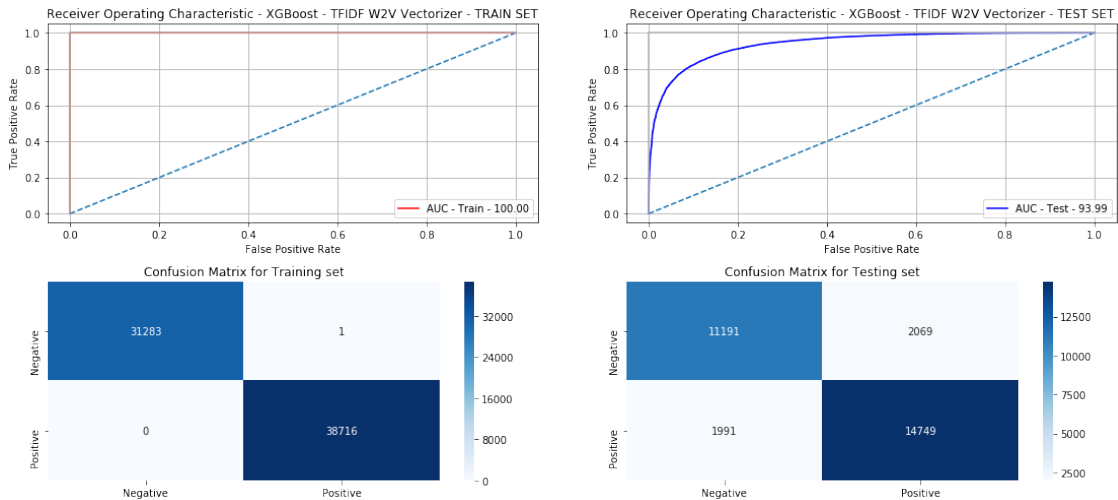 Receiver Operating Characteristic - XGBoost - TFIDF W2V Vectorizer - TRAIN SET
1.0
0.8
0.6
0.4
0.2
0.0
True Positive Rate
AUC - Train - 100.00
0.0 0.2 0.4 0.6 0.8 1.0
False Positive Rate
Receiver Operating Characteristic - XGBoost - TFIDF W2V Vectorizer - TEST SET
1.0
0.8
0.6
0.4
0.2
0.0
True Positive Rate
AUC - Test - 93.99
0.0 0.2 0.4 0.6 0.8 1.0
False Positive Rate
Confusion Matrix for Training set
Negative
31283 1
Positive
0 38716
Negative Positive
32000
24000
16000
8000
0
Confusion Matrix for Testing set
Negative
11191 2069
Positive
1991 14749
Negative Positive
12500
10000
7500
5000
2500